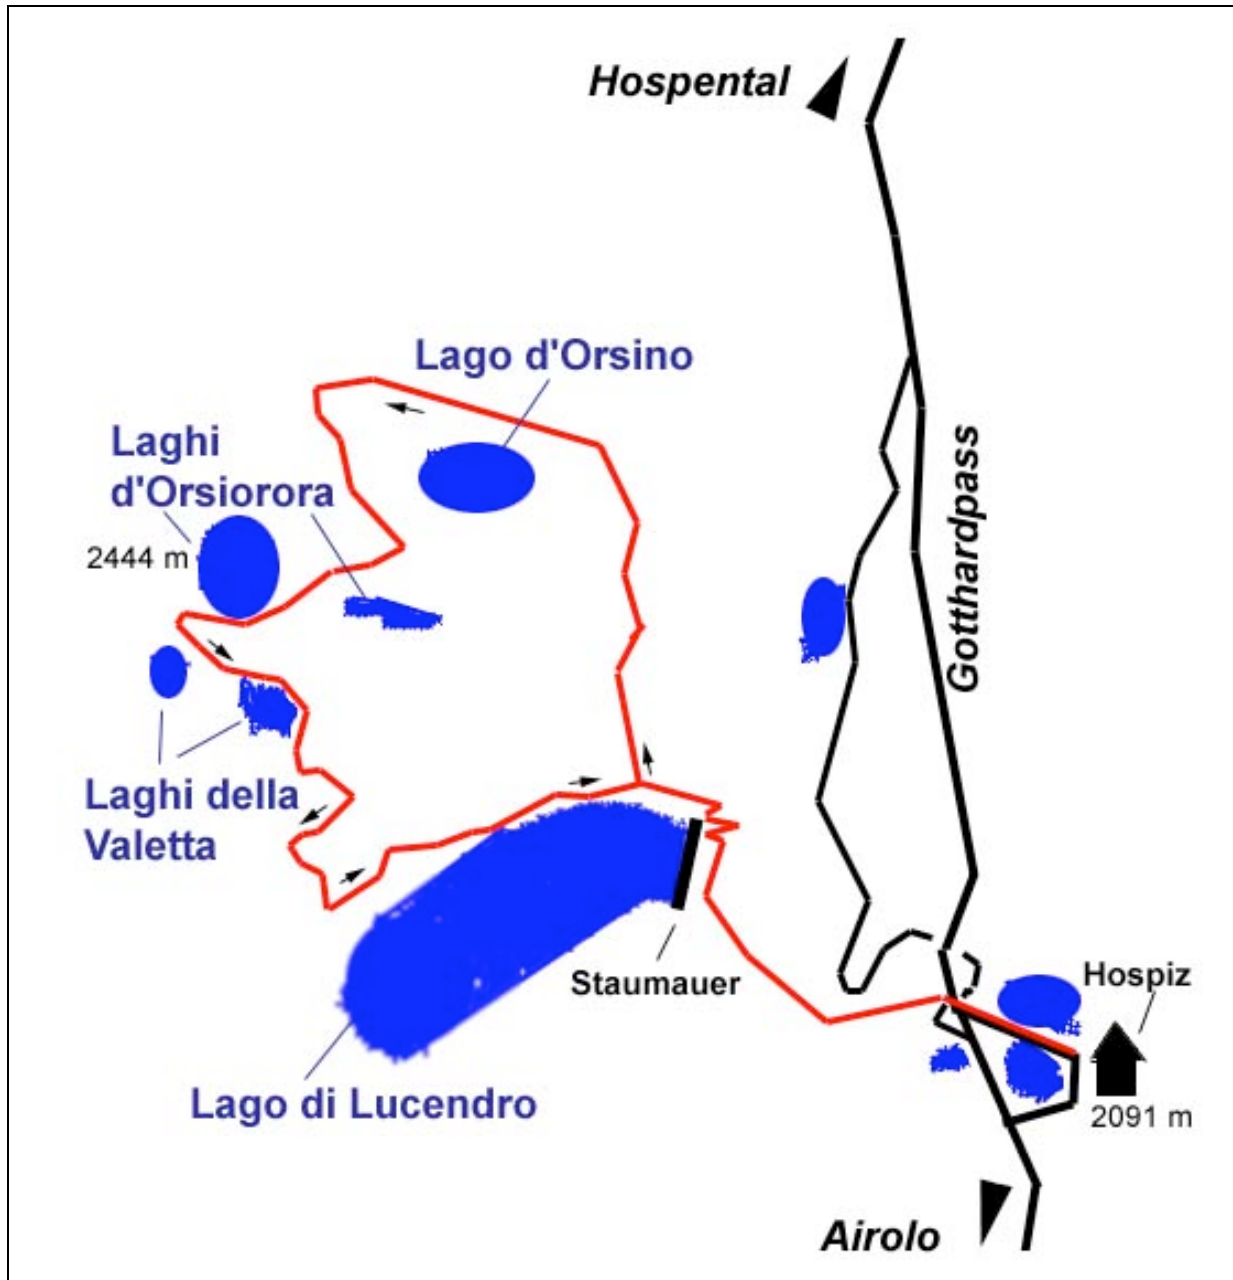 Hospental
Lago d'Orsino
Laghi
d'Orsiorora
2444 m
Gotthardpass
Laghi della
Valetta
Staumauer
Hospiz
Lago di Lucendro
2091 m
Airolo